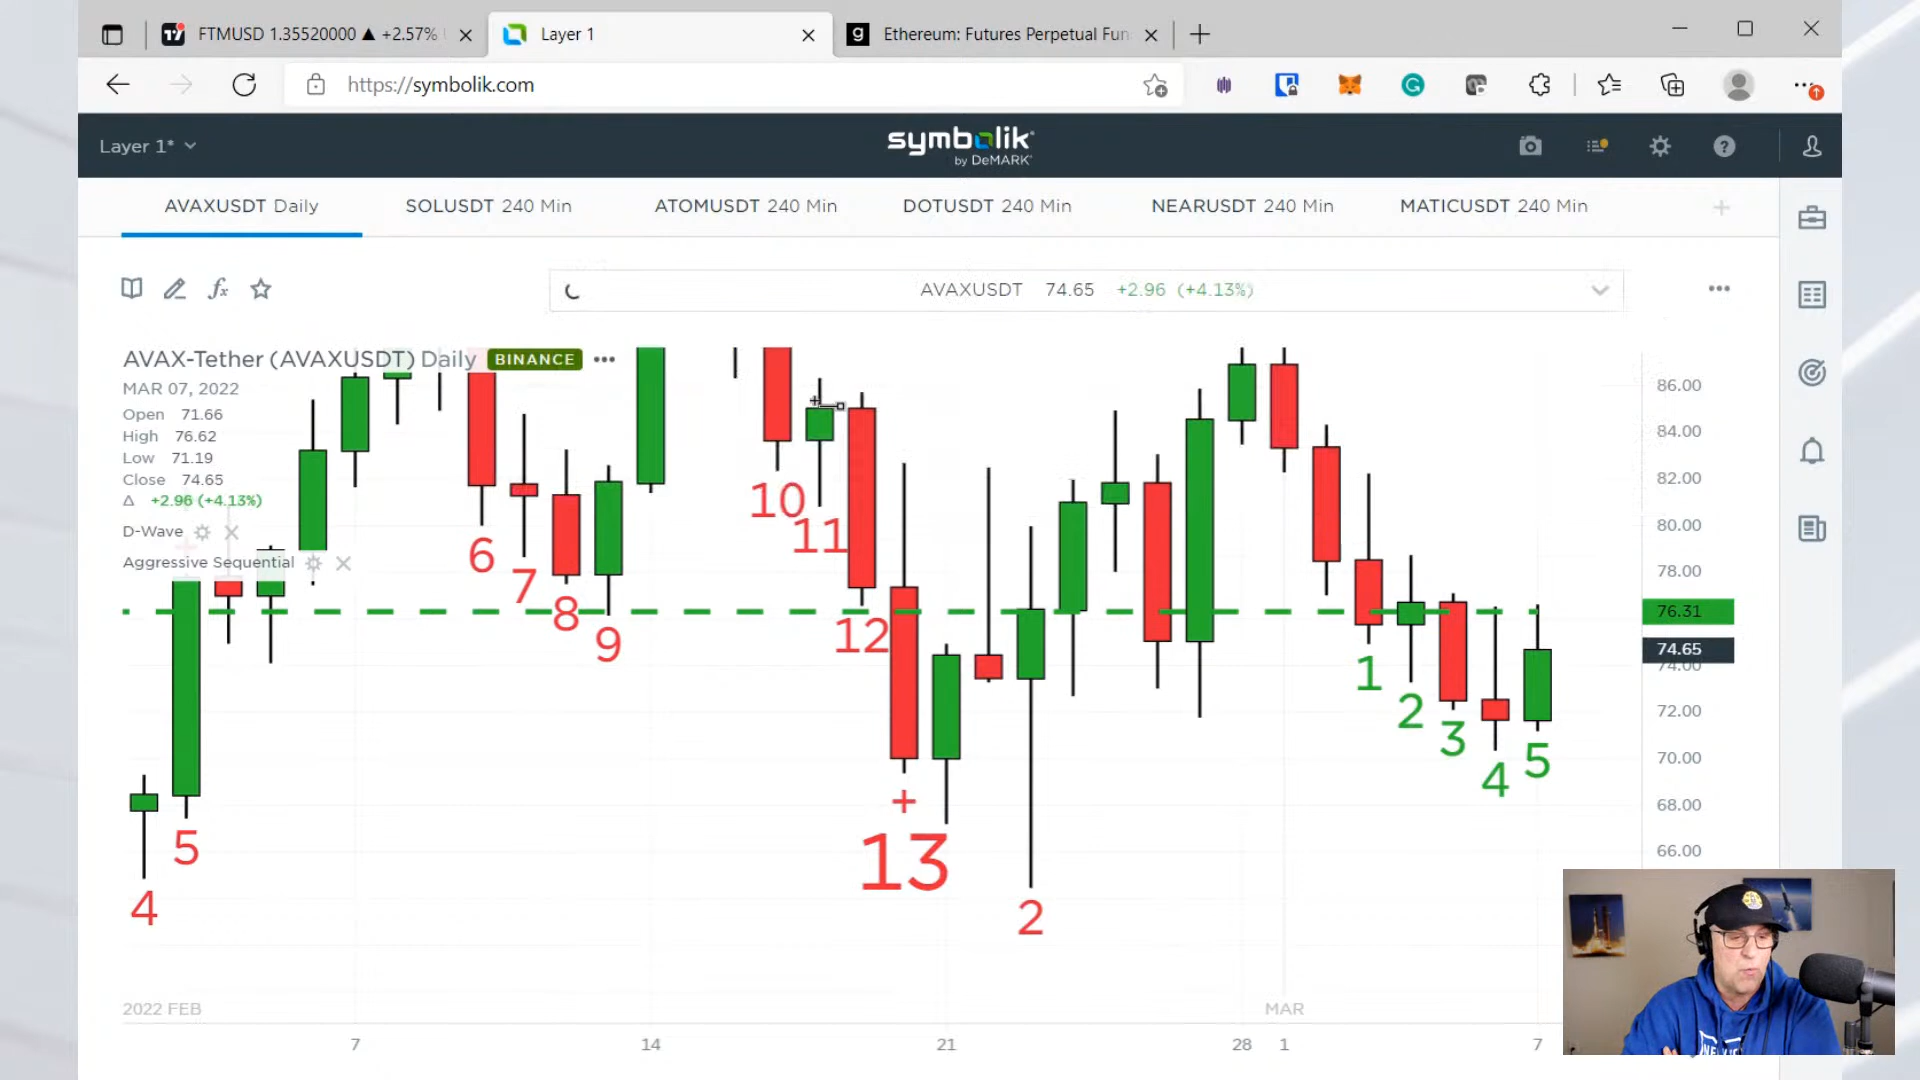 FTMUSD 1.35520000 ▲ +2.57%
Layer 1
Ethereum: Futures Perpetual Fun
https://symbolik.com
Layer 1*
symbolik
by DeMARK
AVAXUSDT Daily
SOLUSDT 240 Min
ATOMUSDT 240 Min
DOTUSDT 240 Min
NEARUSDT 240 Min
MATICUSDT 240 Min
fx
AVAXUSDT 74.65 +2.96 (+4.13%)
AVAX-Tether (AVAXUSDT) Daily BINANCE
MAR 07, 2022
Open 71.66
High 76.62
Low 71.19
Close 74.65
Δ +2.96 (+4.13%)
D-Wave
Aggressive Sequential
86.00
84.00
82.00
80.00
78.00
76.31
74.65
74.00
72.00
70.00
68.00
66.00
4
5
6
7
8
9
10
11
12
+
13
2
1
2
3
4
5
2022 FEB
MAR
7
14
21
28
1
7